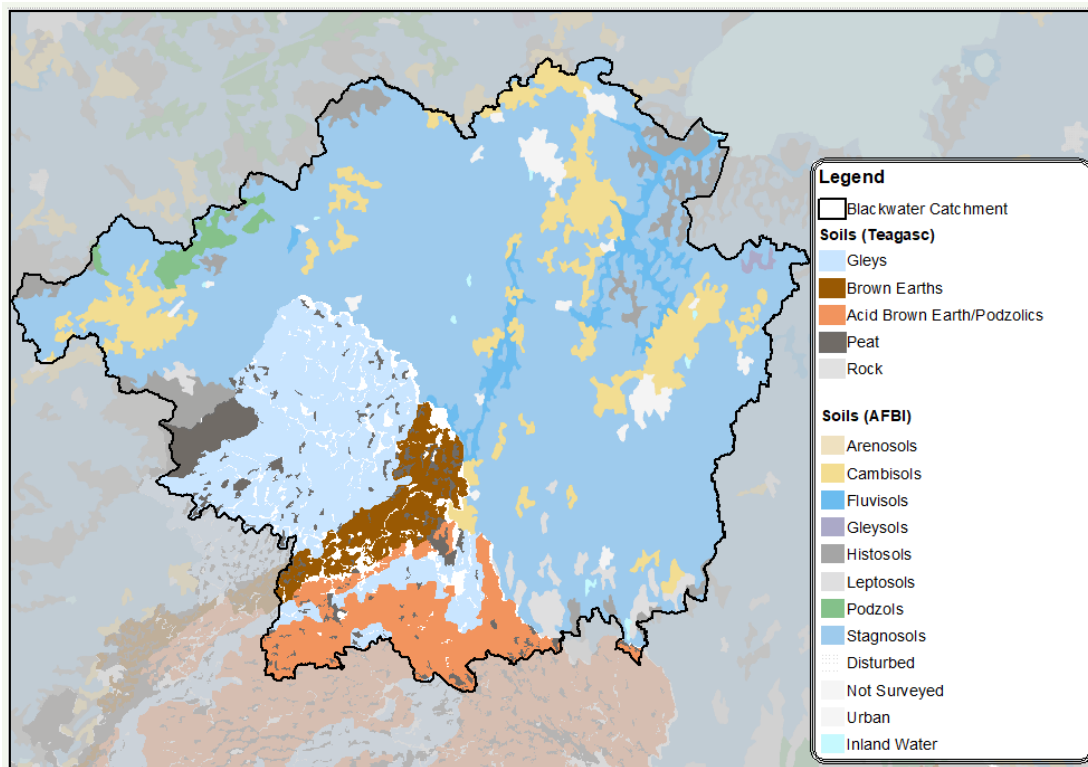 Legend
Blackwater Catchment
Soils (Teagasc)
Gleys
Brown Earths
Acid Brown Earth/Podzolics
Peat
Rock
Soils (AFBI)
Arenosols
Cambisols
Fluvisols
Gleysols
Histosols
Leptosols
Podzols
Stagnosols
Disturbed
Not Surveyed
Urban
Inland Water